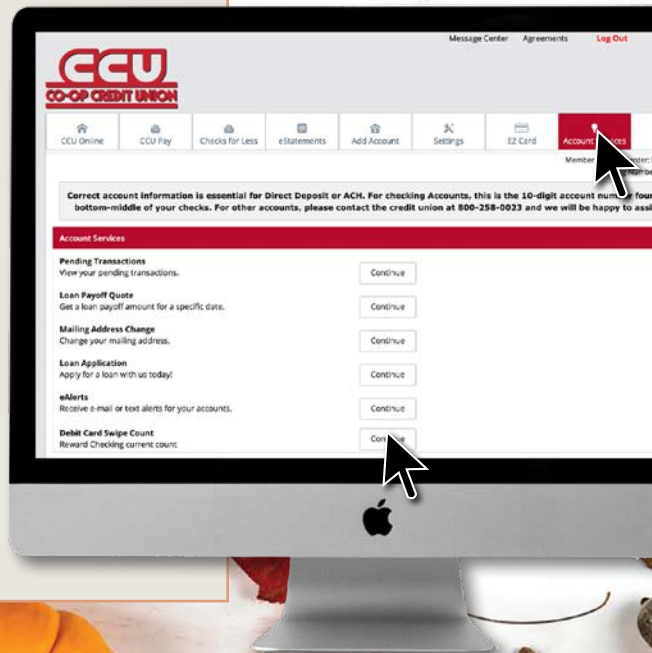 Message Center Agreements Log Out
CCU
CO-OP CREDIT UNION
CCU Online CCU Pay Checks for Less eStatements Add Account Settings EZ Card Account
Member
Correct account information is essential for Direct Deposit or ACH. For checking Accounts, this is the 10-digit account number
bottom-middle of your checks. For other accounts, please contact the credit union at 800-258-0023 and we will be happy to
Account Services
Pending Transactions
View your pending transactions.
Continue
Loan Payoff Quote
Get a loan payoff amount for a specific date.
Continue
Mailing Address Change
Change your mailing address.
Continue
Loan Application
Apply for a loan with us today!
Continue
eAlerts
Receive e-mail or text alerts for your accounts.
Continue
Debit Card Swipe Count
Reward Checking current count